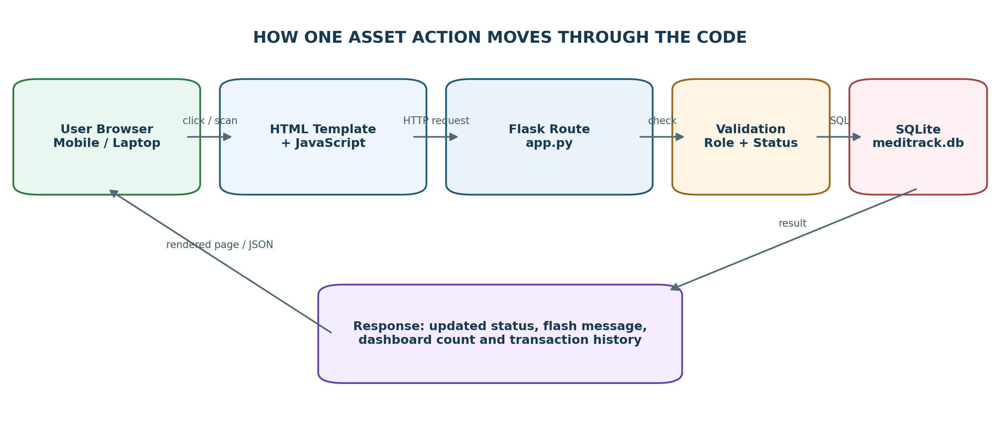 HOW ONE ASSET ACTION MOVES THROUGH THE CODE
User Browser
Mobile / Laptop
click / scan
HTML Template
+ JavaScript
HTTP request
Flask Route
app.py
check
Validation
Role + Status
SQL
SQLite
meditrack.db
result
rendered page / JSON
Response: updated status, flash message,
dashboard count and transaction history